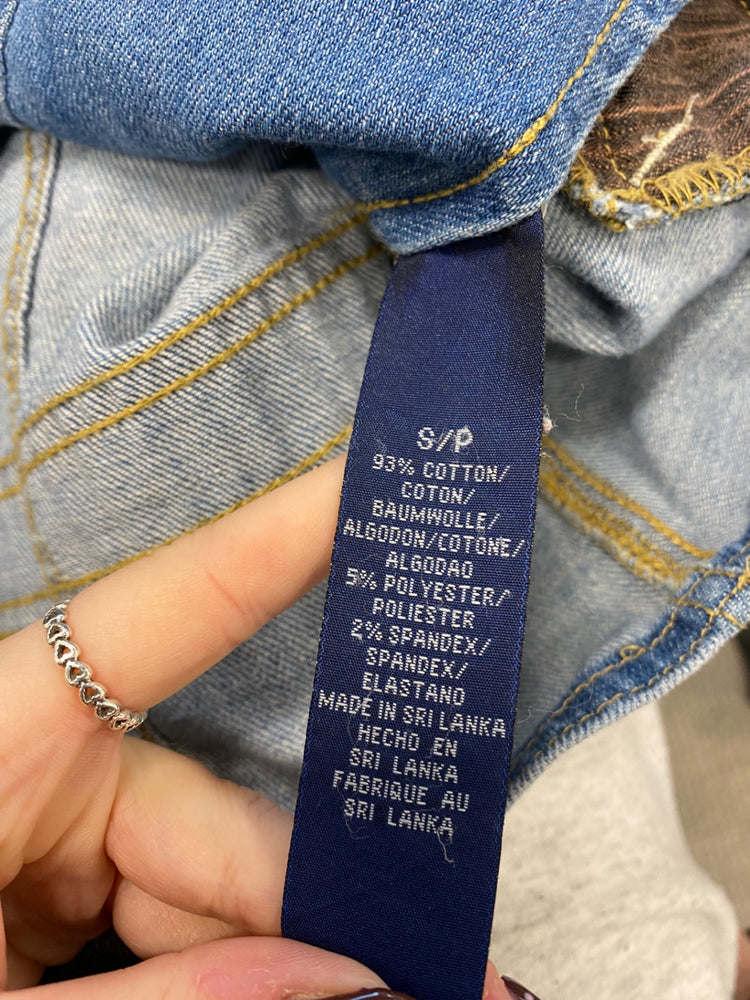 S/P
93% COTTON/
COTON/
BAUMWOLLE/
ALGODON/COTONE/
ALGODAO
5% POLYESTER/
POLIESTER
2% SPANDEX/
SPANDEX/
ELASTANO
MADE IN SRI LANKA
HECHO EN
SRI LANKA
FABRIQUE AU
SRI LANKA